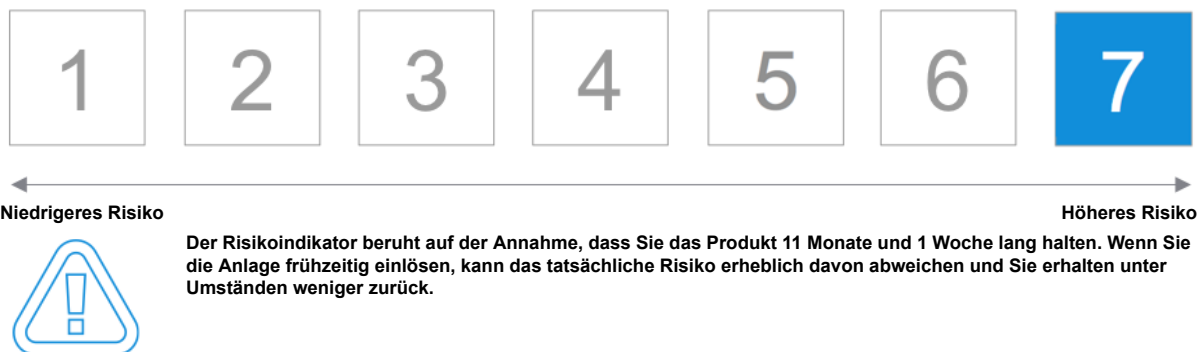 1 2 3 4 5 6 7
Niedrigeres Risiko Höheres Risiko
Der Risikoindikator beruht auf der Annahme, dass Sie das Produkt 11 Monate und 1 Woche lang halten. Wenn Sie
die Anlage frühzeitig einlösen, kann das tatsächliche Risiko erheblich davon abweichen und Sie erhalten unter
Umständen weniger zurück.